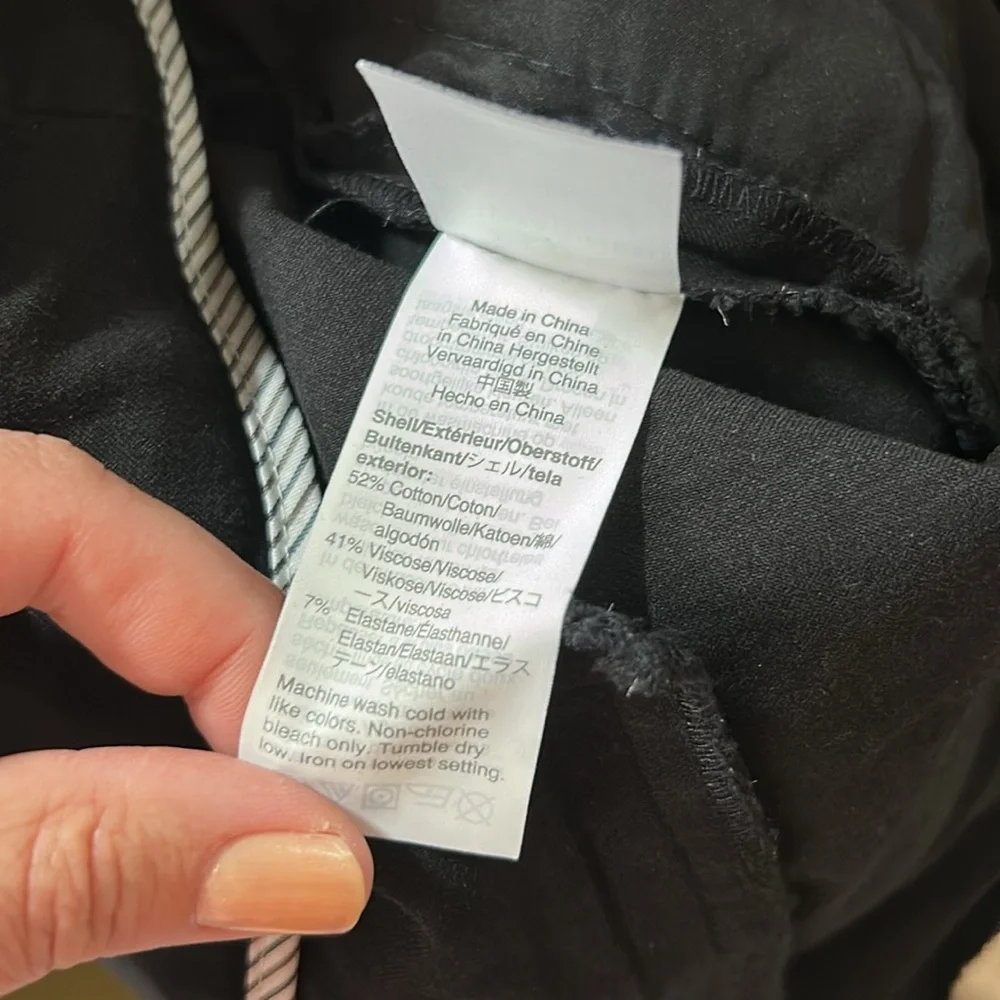 Made in China
Fabriqué en Chine
in China Hergestellt
Vervaardigd in China
中国製
Hecho en China
Shell/Extérieur/Oberstoff/
Buitenkant/シェル/tela
exterior:
52% Cotton/Coton/
Baumwolle/Katoen/綿/
algodón
41% Viscose/Viscose/
Viskose/Viscose/ビスコ
ース/viscosa
7% Elastane/Élasthanne/
Elastan/Elastaan/エラス
テーン/elastano
Machine wash cold with
like colors. Non-chlorine
bleach only. Tumble dry
low. Iron on lowest setting.